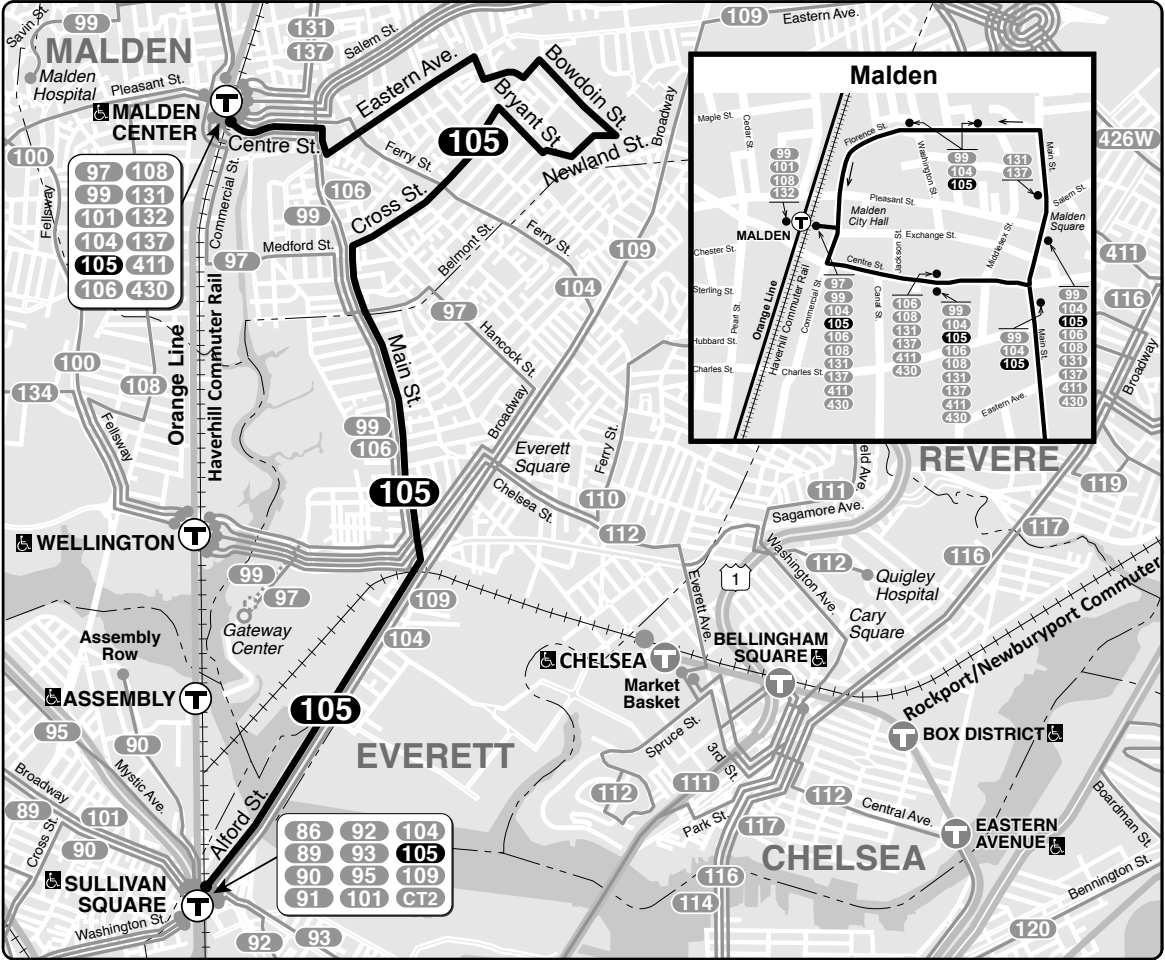 99
Savin St.
MALDEN
Malden
Hospital
Pleasant St.
131
137
Salem St.
109
Eastern Ave.
T
MALDEN
CENTER
Centre St.
Eastern Ave.
Bowdoin St.
Bryant St.
Newland St.
105
Broadway
100
97 108
99 131
101 132
104 137
105 411
106 430
Fellsway
Commercial St.
106
99
Ferry St.
Cross St.
Medford St.
97
Belmont St.
Ferry St.
109
104
97
Hancock St.
Main St.
Orange Line
Haverhill Commuter Rail
100
108
134
Fellsway
99
106
105
Broadway
Everett
Square
Ferry St.
Chelsea St.
110
112
T
WELLINGTON
99
97
Gateway
Center
109
104
Assembly
Row
T
ASSEMBLY
95
90
Mystic Ave.
Broadway
89
101
Cross St.
90
105
Alford St.
EVERETT
86 92 104
89 93 105
90 95 109
91 101 CT2
SULLIVAN
SQUARE
T
Washington St.
92
93
Malden
Maple St.
Cedar St.
99
101
108
132
Florence St.
Washington St.
99
104
105
131
137
Main St.
Salem St.
Malden
Square
Pleasant St.
Malden
City Hall
T
MALDEN
Exchange St.
Jackson St.
Middlesex St.
Chester St.
Centre St.
Sterling St.
Pearl St.
Orange Line
Haverhill Commuter Rail
Commercial St.
Canal St.
Hubbard St.
Charles St.
Charles St.
97
99
104
105
106
108
131
137
411
430
106
108
131
137
411
430
99
104
105
106
108
131
137
411
430
99
104
105
Main St.
Eastern Ave.
99
104
105
106
108
131
137
411
430
426W
411
116
Broadway
REVERE
119
117
116
eld Ave.
111
Sagamore Ave.
Washington Ave.
112
Quigley
Hospital
Cary
Square
1
Everett Ave.
BELLINGHAM
SQUARE
T
CHELSEA
T
Market
Basket
Rockport/Newburyport Commuter
T
BOX DISTRICT
Spruce St.
3rd St.
111
112
112
Central Ave.
Park St.
117
CHELSEA
T
EASTERN
AVENUE
116
114
Boardman St.
Bennington St.
120